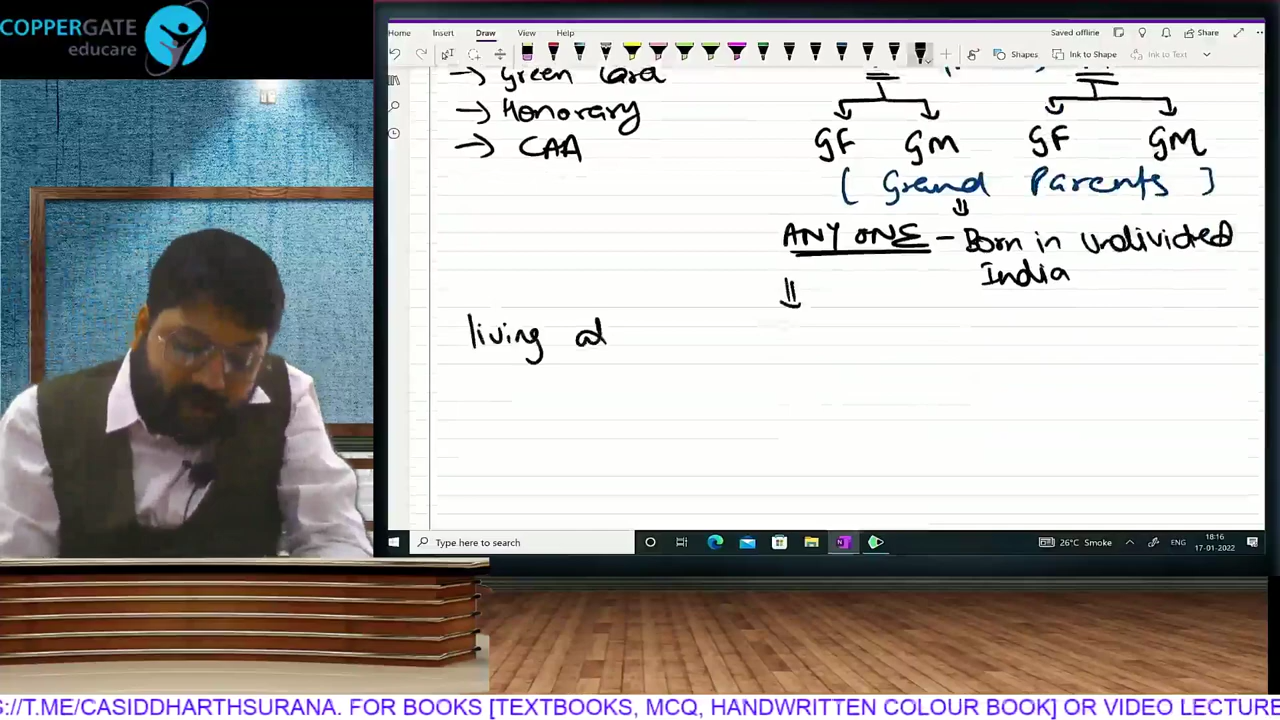 COPPERGATE
educare
Home Insert Draw View Help
Saved offline
Share
Shapes
Ink to Shape
Ink to Text
→ Green Card
→ Honorary
→ CAA
GF GM GF GM
( Grand Parents )
ANY ONE - Born in Undivided
India
living at
Type here to search
26°C Smoke
ENG
18:16
17-01-2022
S://T.ME/CASIDDHARTHSURANA. FOR BOOKS [TEXTBOOKS, MCQ, HANDWRITTEN COLOUR BOOK] OR VIDEO LECTURE